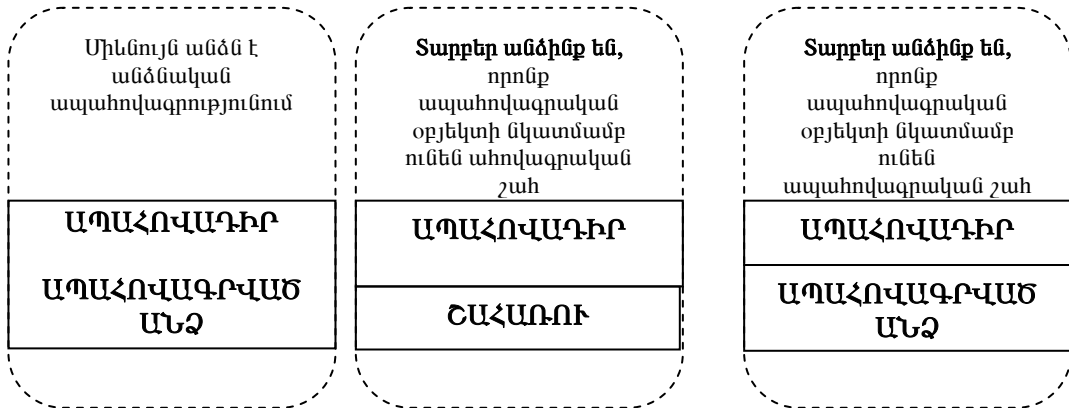 Միևնույն անձն է
անձնական
ապահովագրությունում
ԱՊԱՀՈՎԱԴԻՐ
ԱՊԱՀՈՎԱԳՐՎԱԾ
ԱՆՁ
Տարբեր անձինք են,
որոնք
ապահովագրական
օբյեկտի նկատմամբ
ունեն ահովագրական
շահ
ԱՊԱՀՈՎԱԴԻՐ
ՇԱՀԱՌՈՒ
Տարբեր անձինք են,
որոնք
ապահովագրական
օբյեկտի նկատմամբ
ունեն
ապահովագրական շահ
ԱՊԱՀՈՎԱԴԻՐ
ԱՊԱՀՈՎԱԳՐՎԱԾ
ԱՆՁ